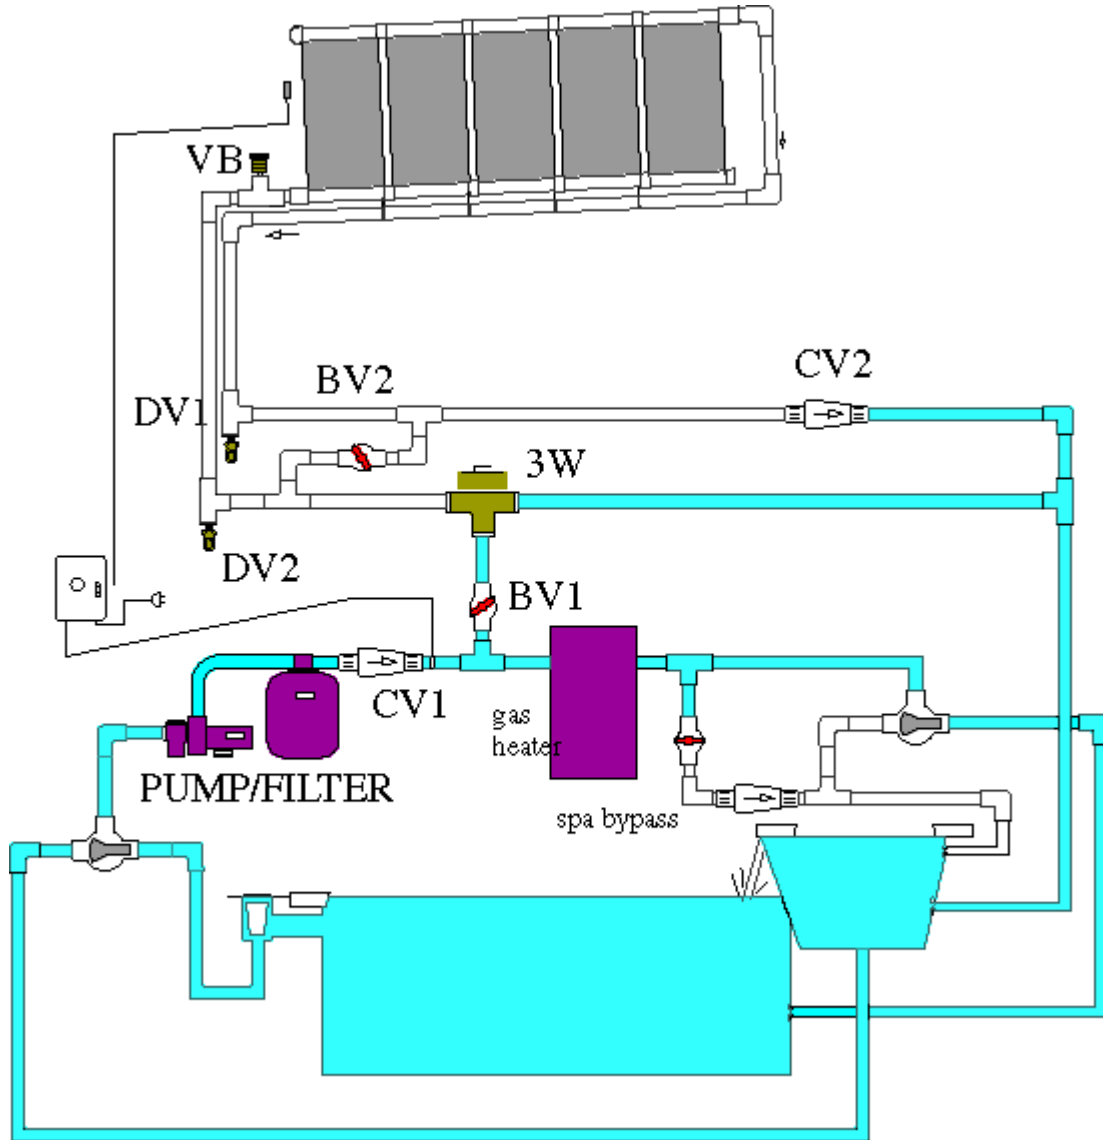 VB
BV2
CV2
DV1
3W
DV2
BV1
CV1
gas
heater
PUMP/FILTER
spa bypass